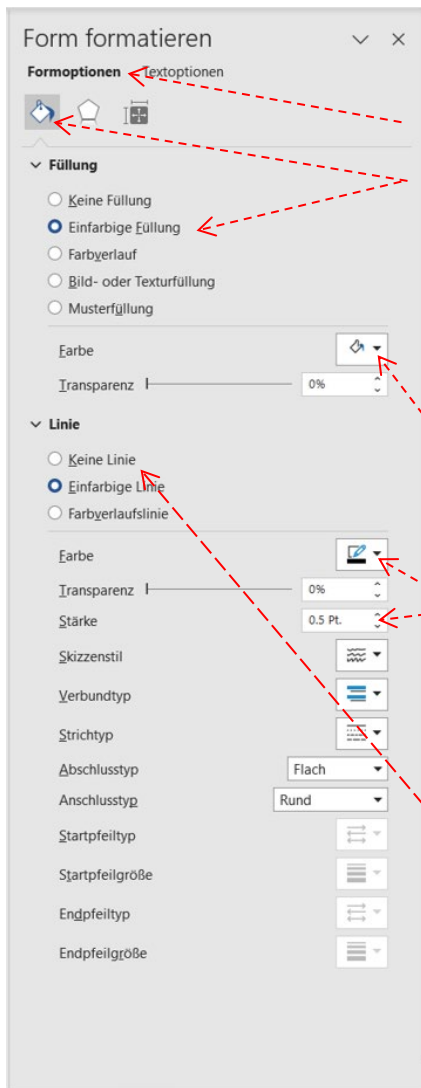 Form formatieren
Formoptionen Textoptionen
Füllung
Keine Füllung
Einfarbige Füllung
Farbverlauf
Bild- oder Texturfüllung
Musterfüllung
Farbe
Transparenz 0%
Linie
Keine Linie
Einfarbige Linie
Farbverlaufslinie
Farbe
Transparenz 0%
Stärke 0.5 Pt.
Skizzenstil
Verbundtyp
Strichtyp
Abschlusstyp Flach
Anschlusstyp Rund
Startpfeiltyp
Startpfeilgröße
Endpfeiltyp
Endpfeilgröße